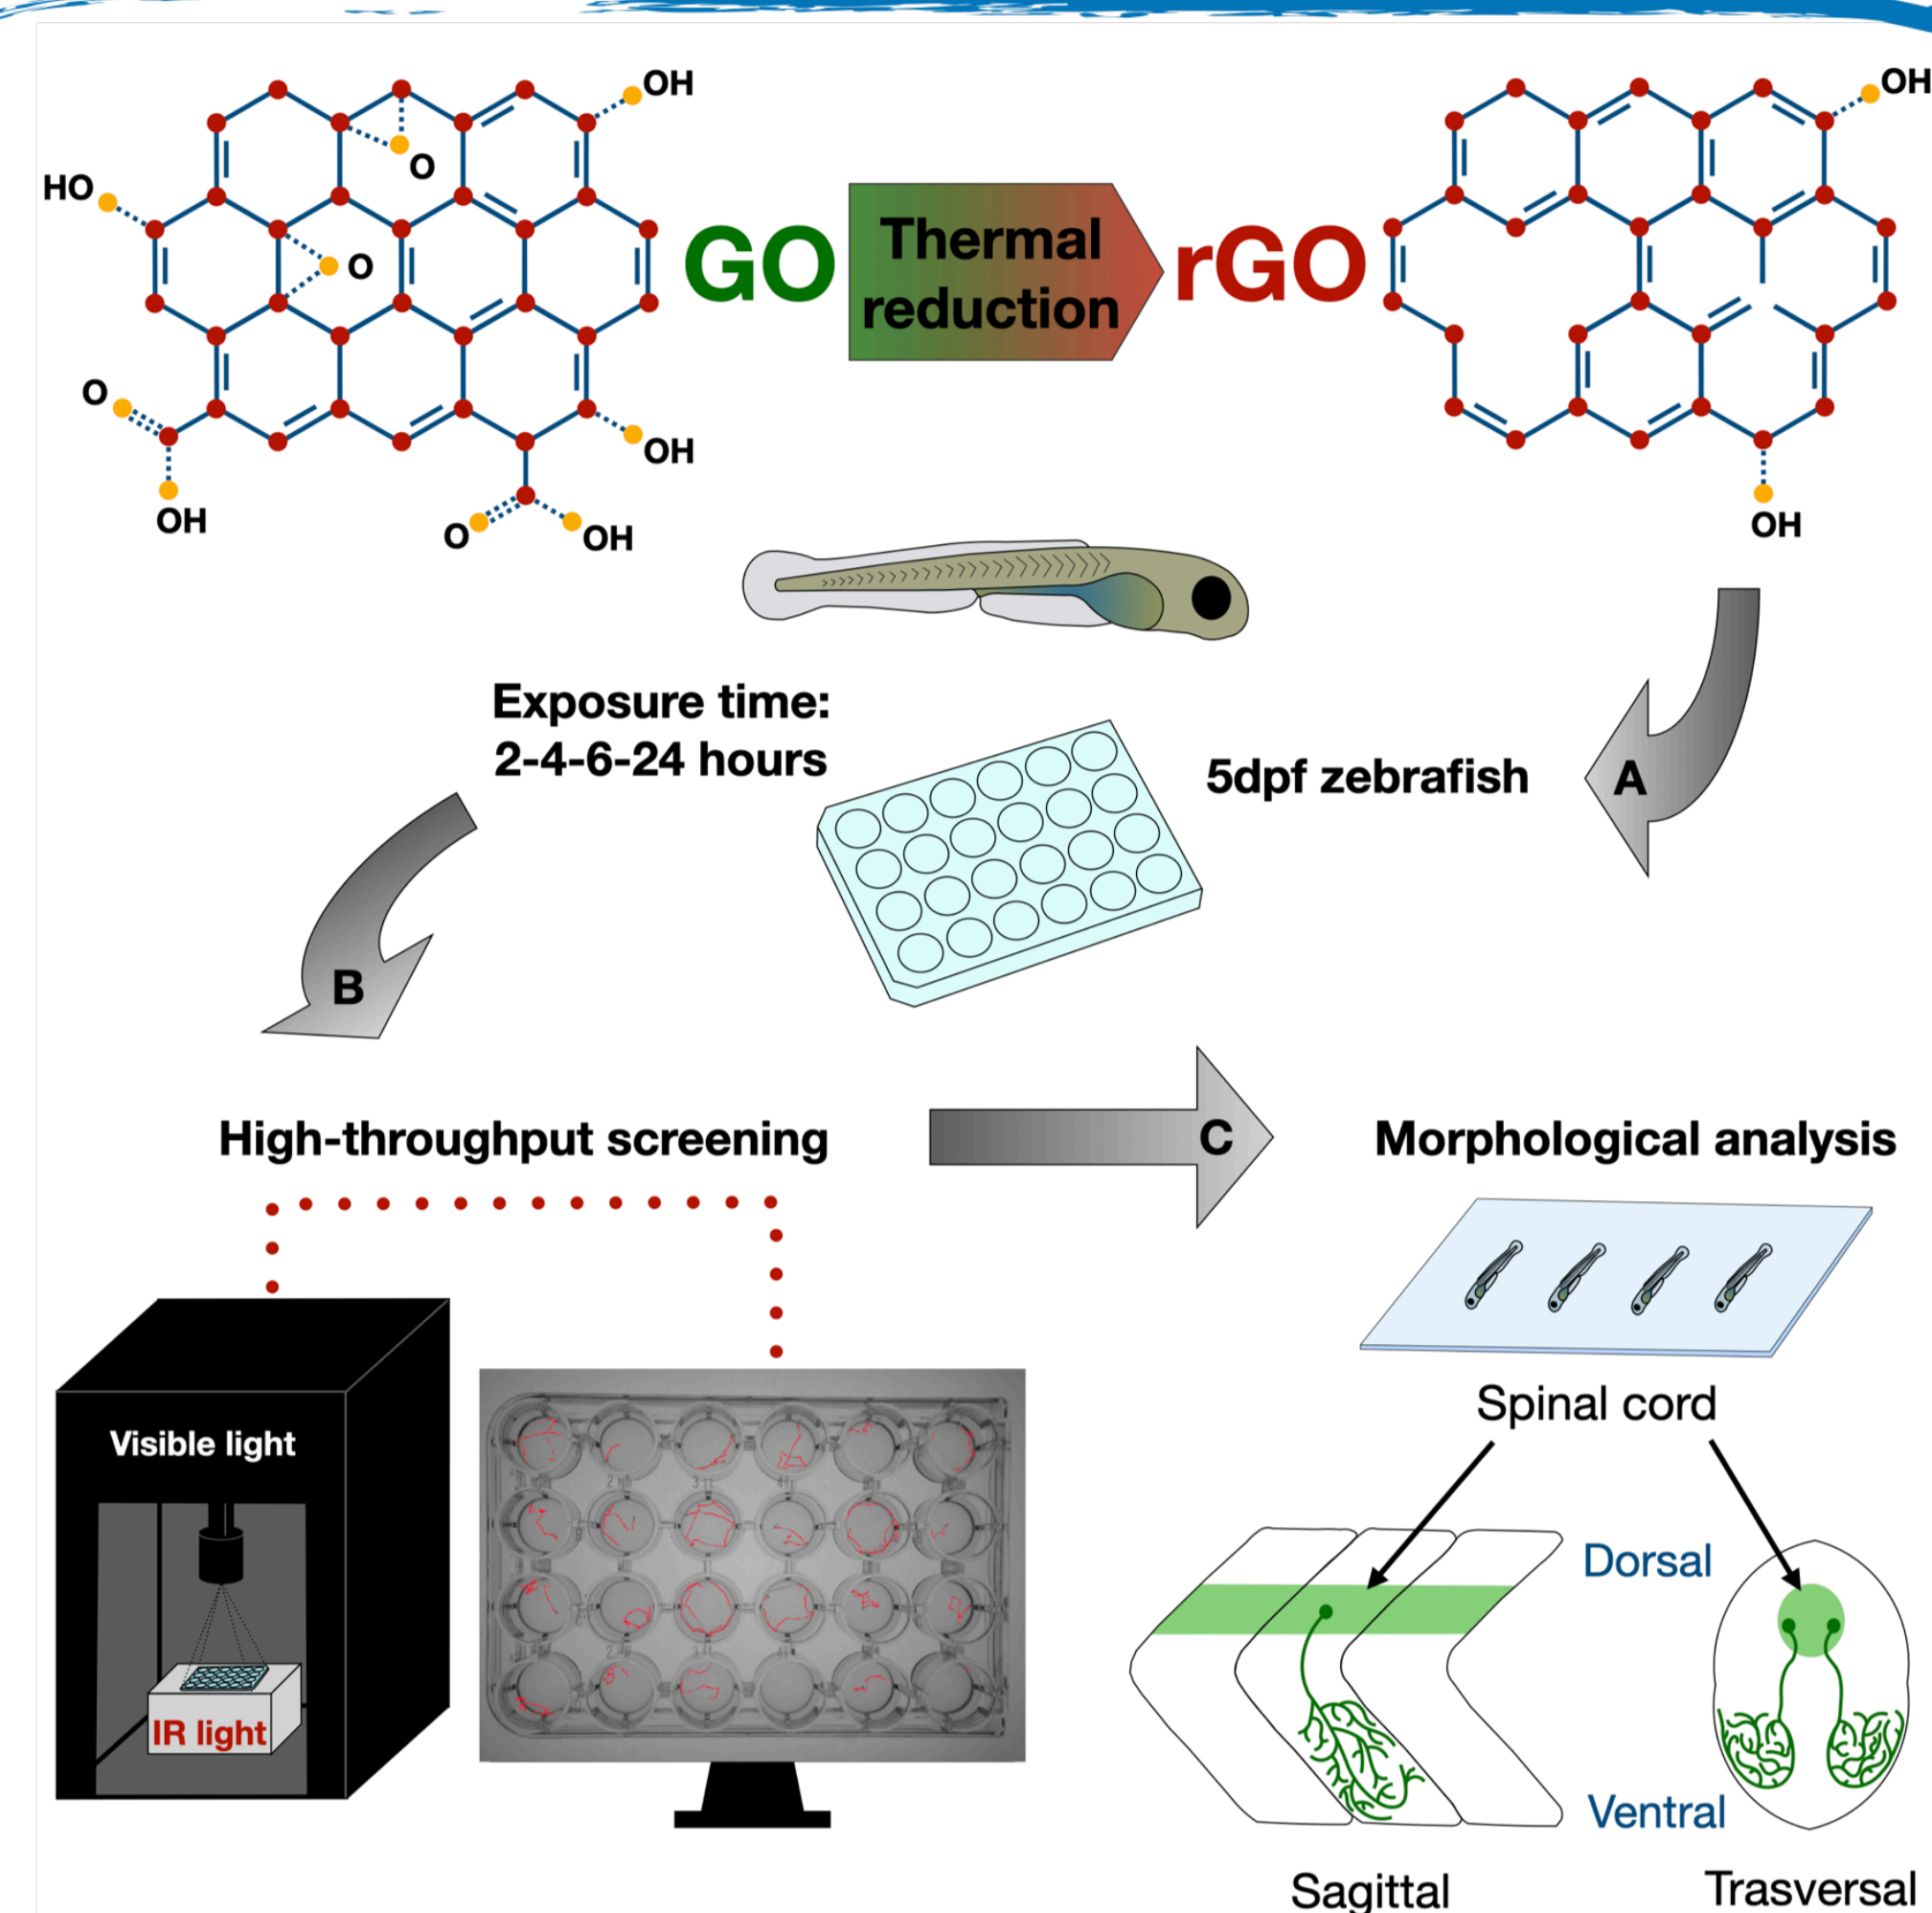 OH
OH
O
HO
O
GO
Thermal
reduction
rGO
O
OH
OH
O
OH
OH
Exposure time:
2-4-6-24 hours
5dpf zebrafish
A
B
High-throughput screening
C
Morphological analysis
Spinal cord
Visible light
IR light
Dorsal
Ventral
Sagittal
Trasversal